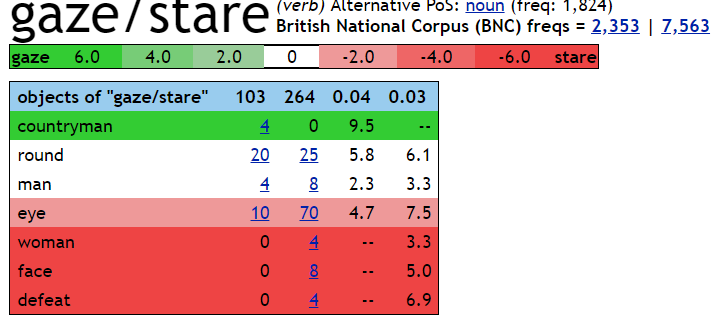 gaze/stare (verb) Alternative PoS: noun (freq: 1,824)
British National Corpus (BNC) freqs = 2,353 | 7,563
gaze 6.0 4.0 2.0 0 -2.0 -4.0 -6.0 stare
objects of "gaze/stare" 103 264 0.04 0.03
countryman 4 0 9.5 --
round 20 25 5.8 6.1
man 4 8 2.3 3.3
eye 10 70 4.7 7.5
woman 0 4 -- 3.3
face 0 8 -- 5.0
defeat 0 4 -- 6.9